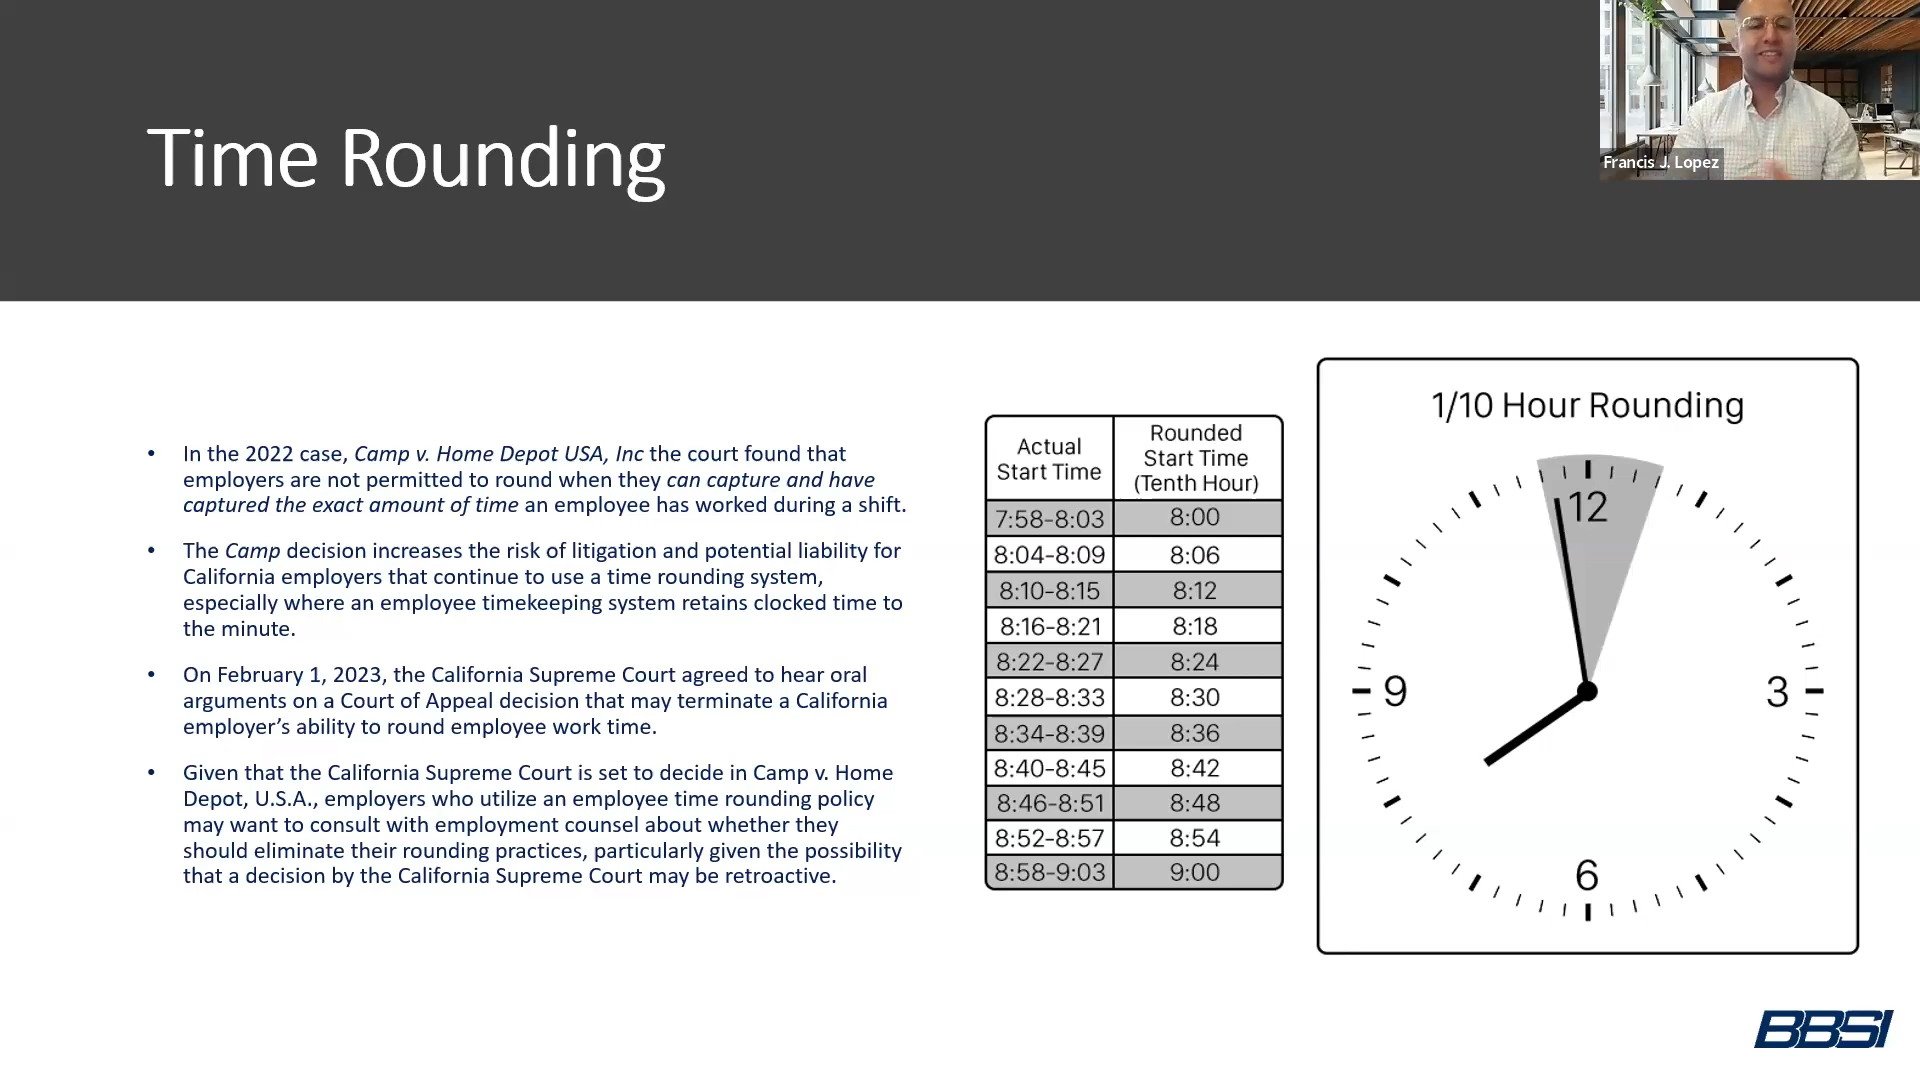 Time Rounding
Francis J. Lopez
• In the 2022 case, Camp v. Home Depot USA, Inc the court found that
employers are not permitted to round when they can capture and have
captured the exact amount of time an employee has worked during a shift.
• The Camp decision increases the risk of litigation and potential liability for
California employers that continue to use a time rounding system,
especially where an employee timekeeping system retains clocked time to
the minute.
• On February 1, 2023, the California Supreme Court agreed to hear oral
arguments on a Court of Appeal decision that may terminate a California
employer’s ability to round employee work time.
• Given that the California Supreme Court is set to decide in Camp v. Home
Depot, U.S.A., employers who utilize an employee time rounding policy
may want to consult with employment counsel about whether they
should eliminate their rounding practices, particularly given the possibility
that a decision by the California Supreme Court may be retroactive.
Actual
Start Time
Rounded
Start Time
(Tenth Hour)
7:58-8:03 8:00
8:04-8:09 8:06
8:10-8:15 8:12
8:16-8:21 8:18
8:22-8:27 8:24
8:28-8:33 8:30
8:34-8:39 8:36
8:40-8:45 8:42
8:46-8:51 8:48
8:52-8:57 8:54
8:58-9:03 9:00
1/10 Hour Rounding
12
9
3
6
BBSI